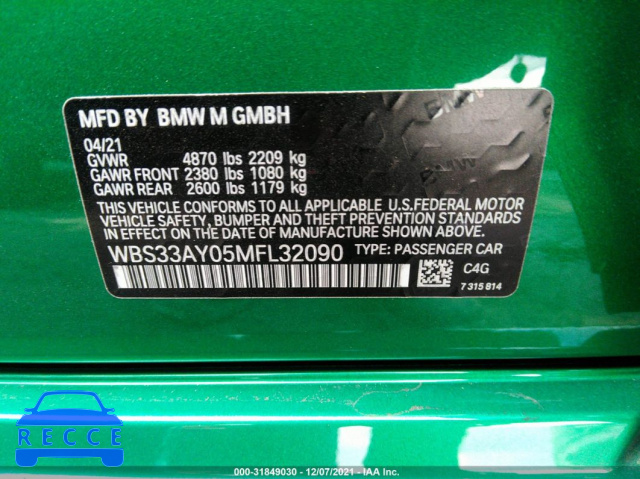 MFD BY BMW M GMBH
04/21
GVWR 4870 lbs 2209 kg
GAWR FRONT 2380 lbs 1080 kg
GAWR REAR 2600 lbs 1179 kg
THIS VEHICLE CONFORMS TO ALL APPLICABLE U.S.FEDERAL MOTOR
VEHICLE SAFETY, BUMPER AND THEFT PREVENTION STANDARDS
IN EFFECT ON THE DATE OF MANUFACTURE SHOWN ABOVE.
WBS33AY05MFL32090 TYPE: PASSENGER CAR
C4G
7 315 814
BMW
BMW
RECCE
000-31849030 - 12/07/2021 - IAA Inc.